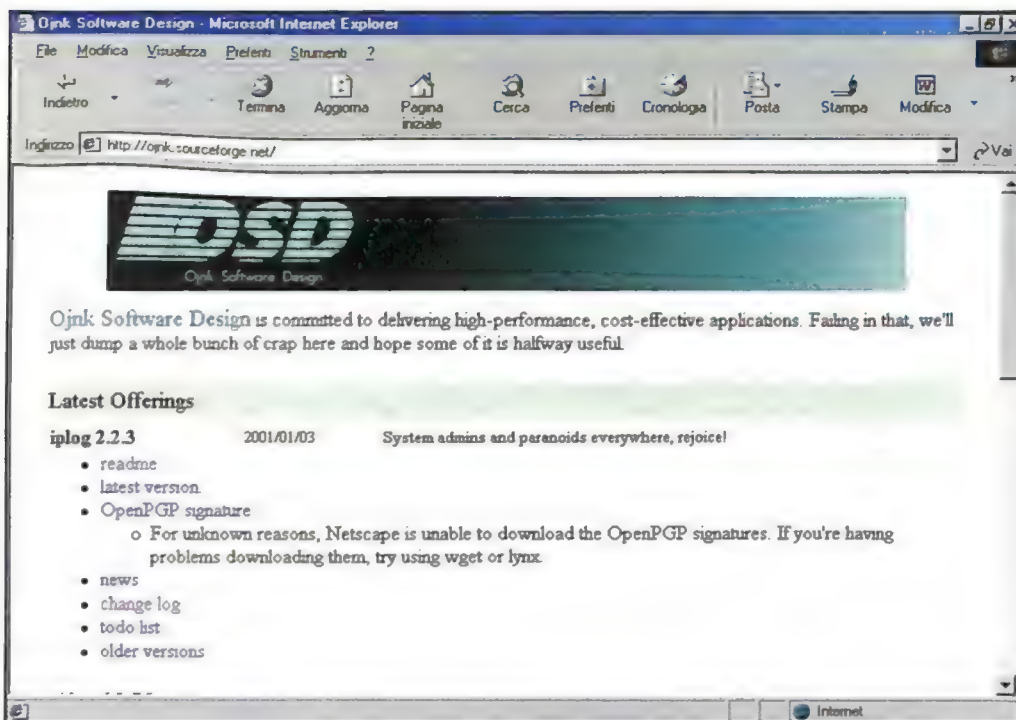 Ojnk Software Design - Microsoft Internet Explorer
File Modifica Visualizza Preferiti Strumenti ?
Indietro Termina Aggiorna Pagina iniziale Cerca Preferiti Cronologia Posta Stampa Modifica
Indirizzo http://ojnk.sourceforge.net/ Vai
OSD
Ojnk Software Design
Ojnk Software Design is committed to delivering high-performance, cost-effective applications. Failing in that, we'll
just dump a whole bunch of crap here and hope some of it is halfway useful.
Latest Offerings
iplog 2.2.3 2001/01/03 System admins and paranoids everywhere, rejoice!
readme
latest version
OpenPGP signature
For unknown reasons, Netscape is unable to download the OpenPGP signatures. If you're having
problems downloading them, try using wget or lynx.
news
change log
todo list
older versions
Internet